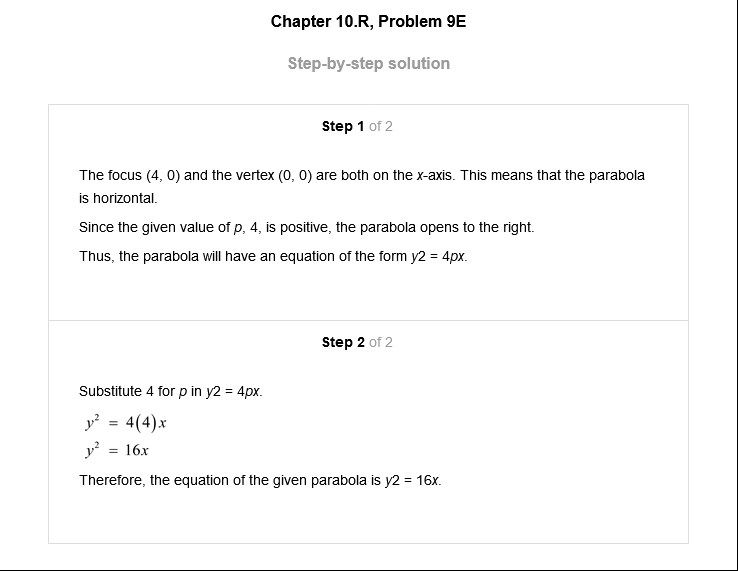 Chapter 10.R, Problem 9E
Step-by-step solution
Step 1 of 2
The focus (4, 0) and the vertex (0, 0) are both on the x-axis. This means that the parabola
is horizontal.
Since the given value of p, 4, is positive, the parabola opens to the right.
Thus, the parabola will have an equation of the form y2 = 4px.
Step 2 of 2
Substitute 4 for p in y2 = 4px.
y² = 4(4)x
y² = 16x
Therefore, the equation of the given parabola is y2 = 16x.